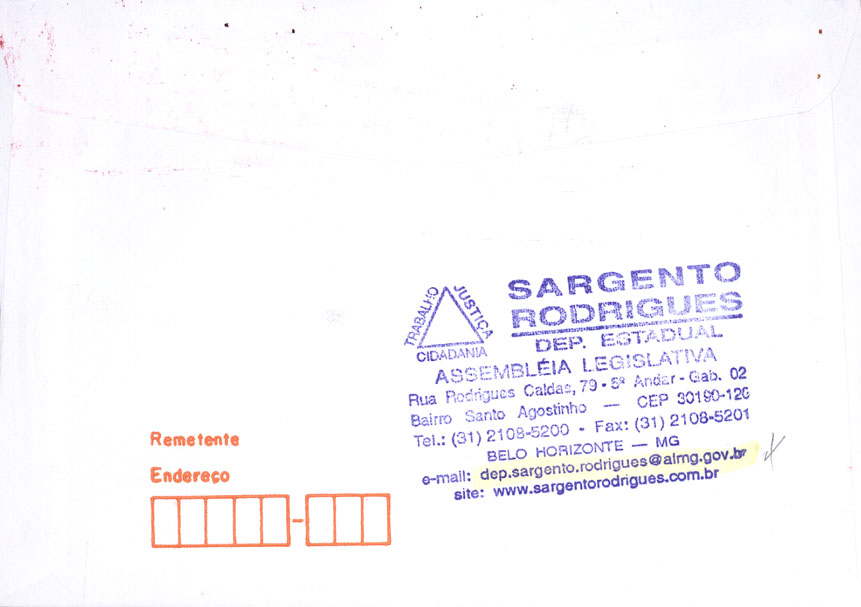 TRABALHO
JUSTIÇA
CIDADANIA
SARGENTO
RODRIGUES
DEP. ESTADUAL
ASSEMBLÉIA LEGISLATIVA
Rua Rodrigues Caldas, 79 - 5º Andar - Gab. 02
Bairro Santo Agostinho — CEP 30190-120
Tel.: (31) 2108-5200 - Fax: (31) 2108-5201
BELO HORIZONTE — MG
e-mail: dep.sargento.rodrigues@almg.gov.br
site: www.sargentorodrigues.com.br
Remetente
Endereço